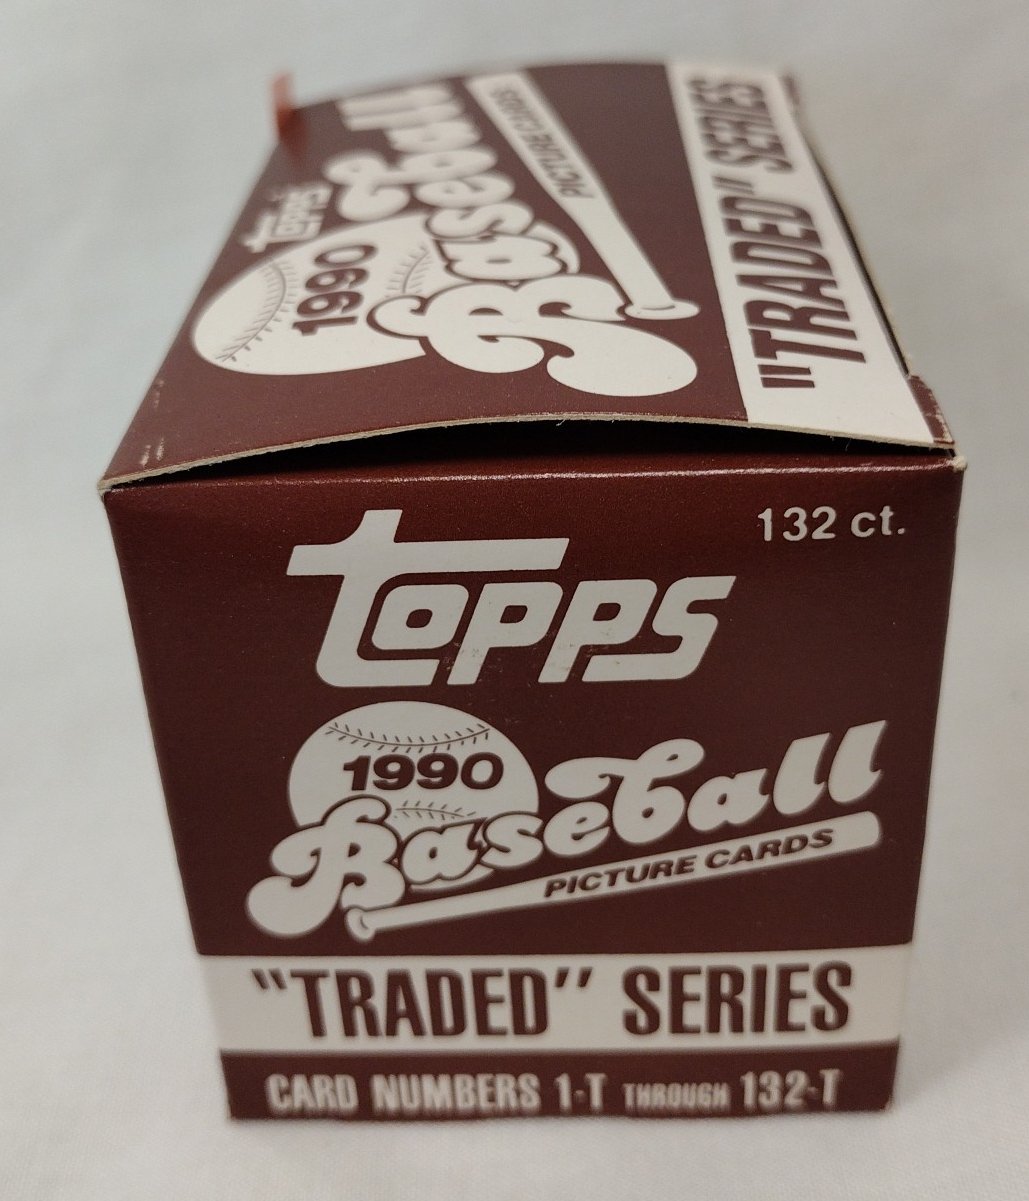 topps
1990
Baseball
PICTURE CARDS
"TRADED" SERIES
132 ct.
topps
1990
Baseball
PICTURE CARDS
"TRADED" SERIES
CARD NUMBERS 1-T THROUGH 132-T